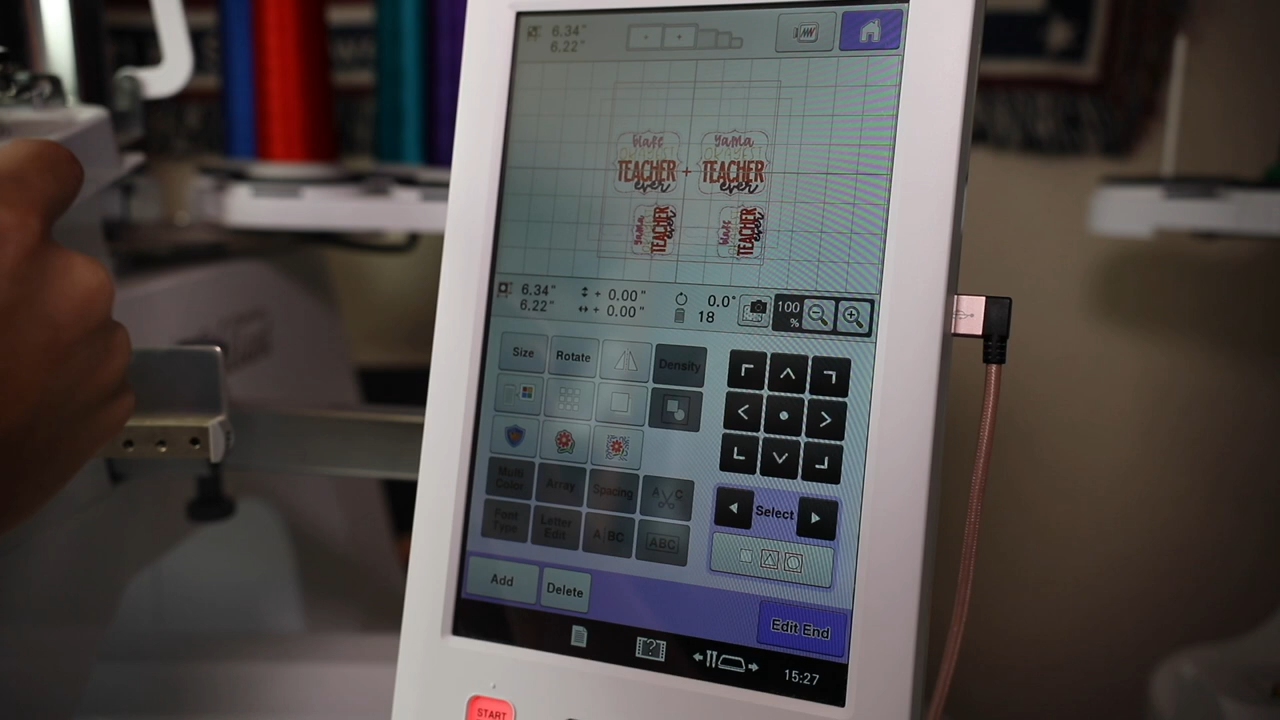 6.34"
6.22"
yama
TEACHER
ever
TEACHER
ever
TEACHER
TEACHER
6.34" + 0.00" 0.0° 100
6.22" + 0.00" 18 %
Size Rotate Density
Multi
Color Array Spacing A C
Font
Type Letter
Edit A BC ABC
Select
Add Delete
Edit End
?
15:27
START